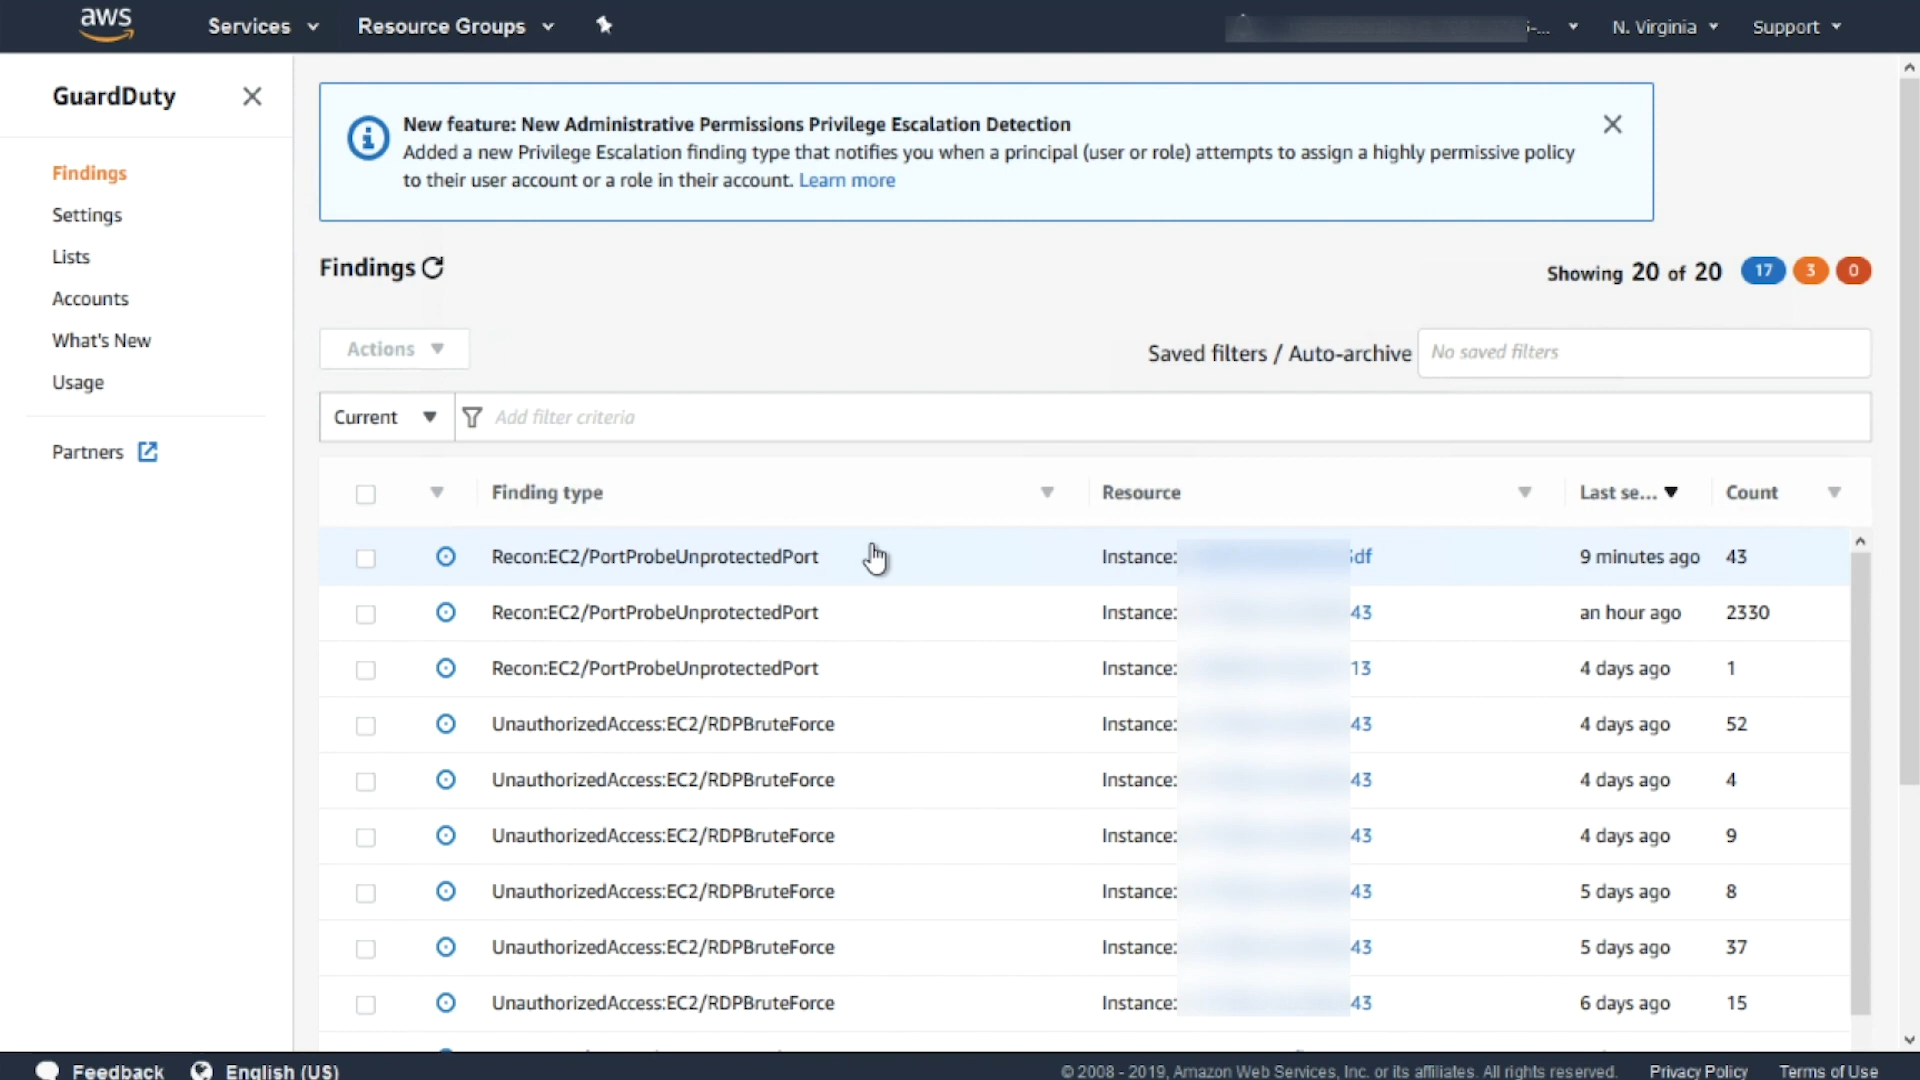 aws Services Resource Groups N. Virginia Support
GuardDuty
Findings
Settings
Lists
Accounts
What's New
Usage
Partners
New feature: New Administrative Permissions Privilege Escalation Detection
Added a new Privilege Escalation finding type that notifies you when a principal (user or role) attempts to assign a highly permissive policy
to their user account or a role in their account. Learn more
Findings
Showing 20 of 20 17 3 0
Actions
Saved filters / Auto-archive No saved filters
Current Add filter criteria
Finding type Resource Last se... Count
Recon:EC2/PortProbeUnprotectedPort Instance: df 9 minutes ago 43
Recon:EC2/PortProbeUnprotectedPort Instance: 43 an hour ago 2330
Recon:EC2/PortProbeUnprotectedPort Instance: 13 4 days ago 1
UnauthorizedAccess:EC2/RDPBruteForce Instance: 43 4 days ago 52
UnauthorizedAccess:EC2/RDPBruteForce Instance: 43 4 days ago 4
UnauthorizedAccess:EC2/RDPBruteForce Instance: 43 4 days ago 9
UnauthorizedAccess:EC2/RDPBruteForce Instance: 43 5 days ago 8
UnauthorizedAccess:EC2/RDPBruteForce Instance: 43 5 days ago 37
UnauthorizedAccess:EC2/RDPBruteForce Instance: 43 6 days ago 15
Feedback English (US) © 2008 - 2019, Amazon Web Services, Inc. or its affiliates. All rights reserved. Privacy Policy Terms of Use